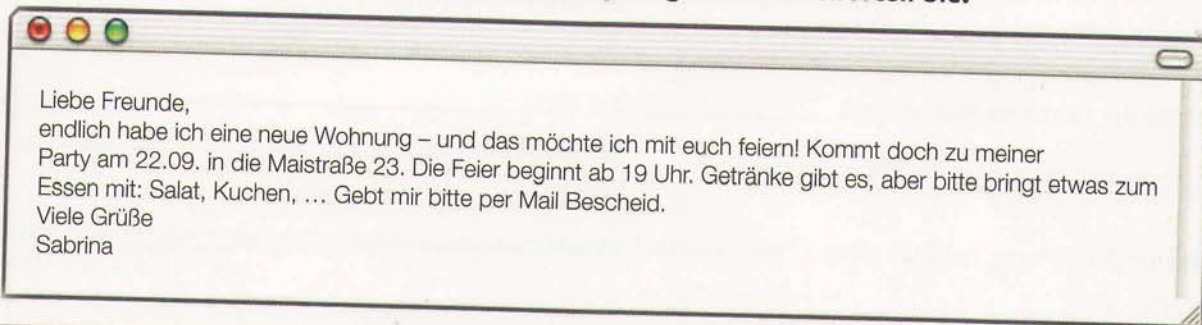 Liebe Freunde,
endlich habe ich eine neue Wohnung – und das möchte ich mit euch feiern! Kommt doch zu meiner
Party am 22.09. in die Maistraße 23. Die Feier beginnt ab 19 Uhr. Getränke gibt es, aber bitte bringt etwas zum
Essen mit: Salat, Kuchen, … Gebt mir bitte per Mail Bescheid.
Viele Grüße
Sabrina